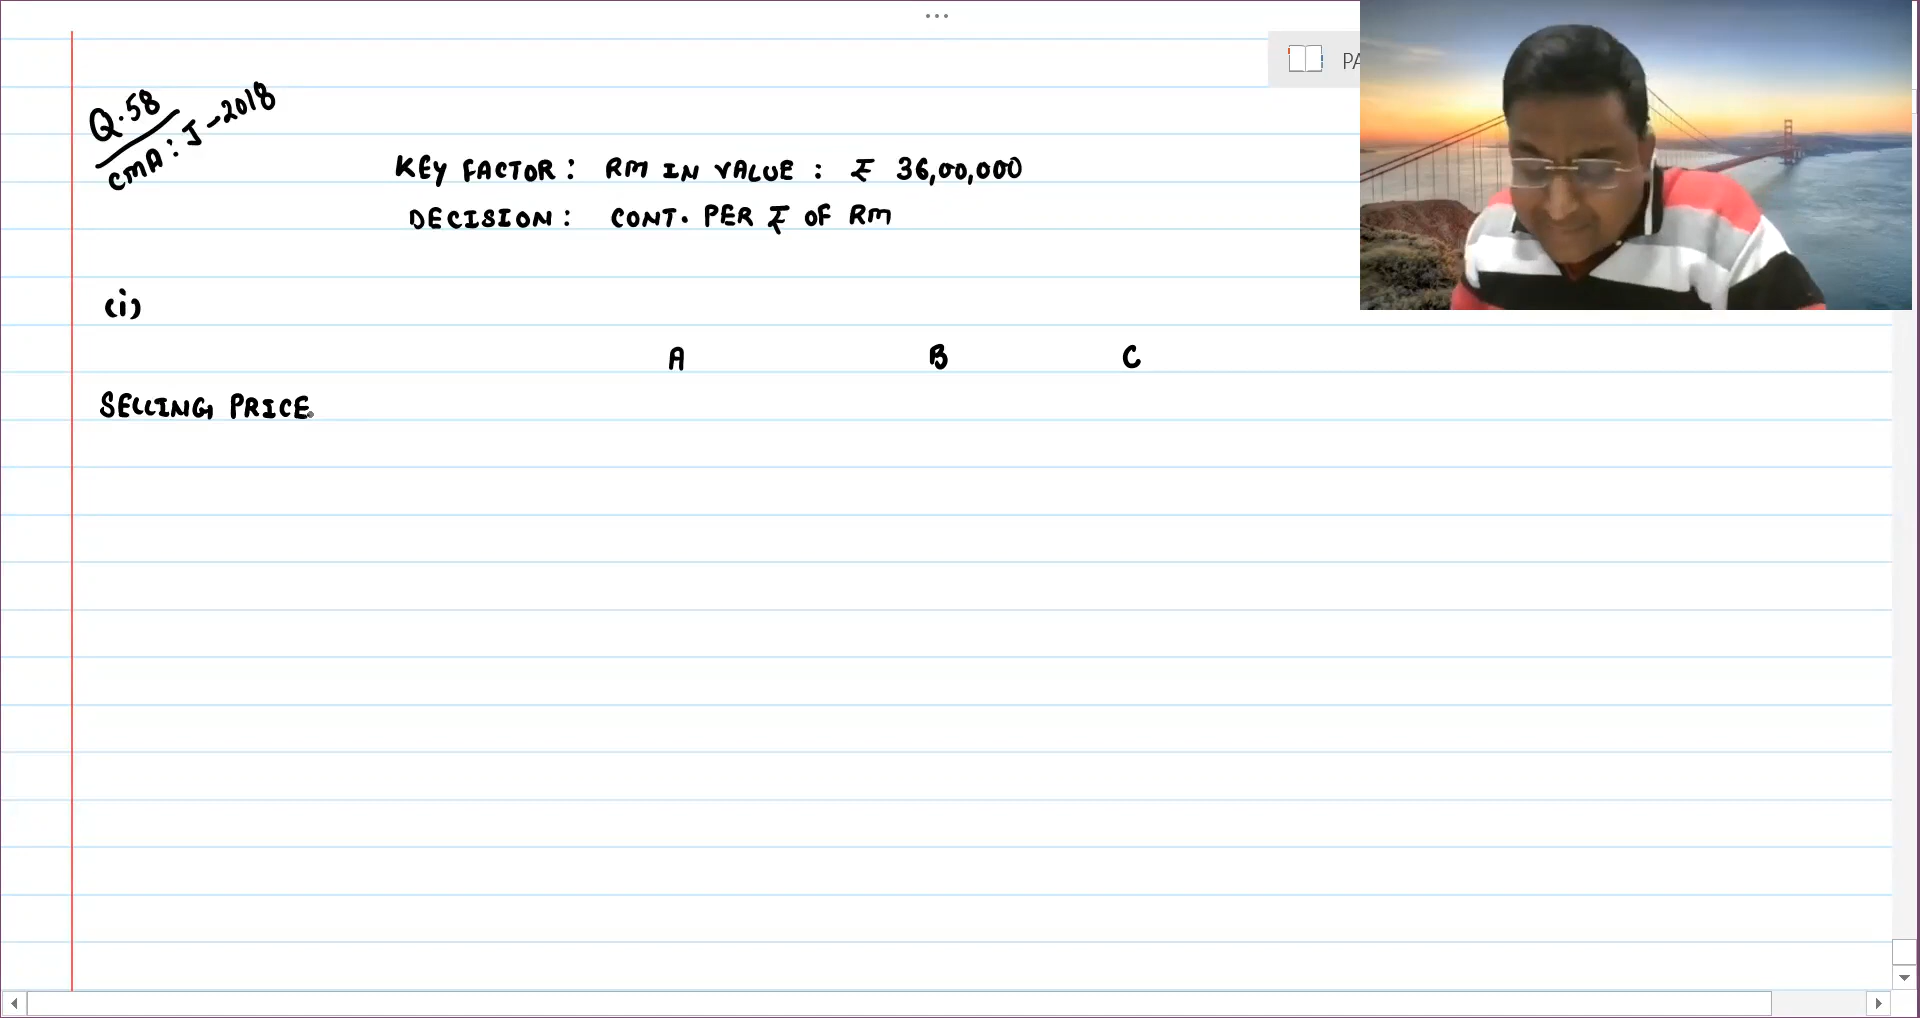 Q.58
CMA: J-2018
PA
KEY FACTOR: RM IN VALUE : ₹ 36,00,000
DECISION: CONT. PER ₹ OF RM
(i)
A B C
SELLING PRICE